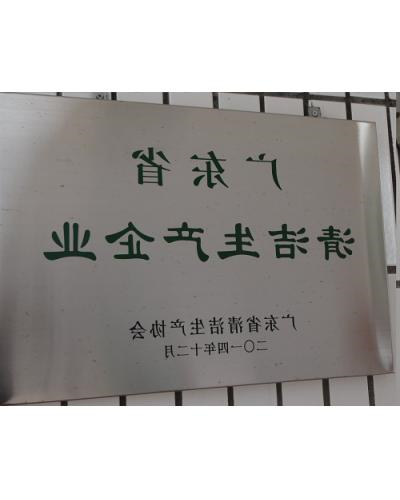 广东省
清洁生产企业
广东省清洁生产协会
二〇一四年十二月